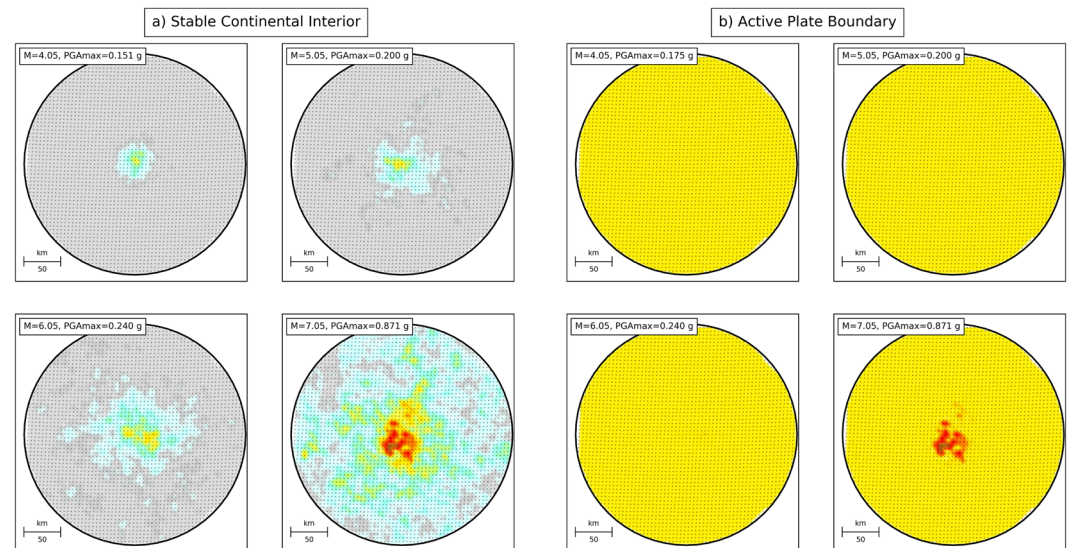 a) Stable Continental Interior
b) Active Plate Boundary
M=4.05, PGAmax=0.151 g
M=5.05, PGAmax=0.200 g
M=4.05, PGAmax=0.175 g
M=5.05, PGAmax=0.200 g
km
50
km
50
km
50
km
50
M=6.05, PGAmax=0.240 g
M=7.05, PGAmax=0.871 g
M=6.05, PGAmax=0.240 g
M=7.05, PGAmax=0.871 g
km
50
km
50
km
50
km
50